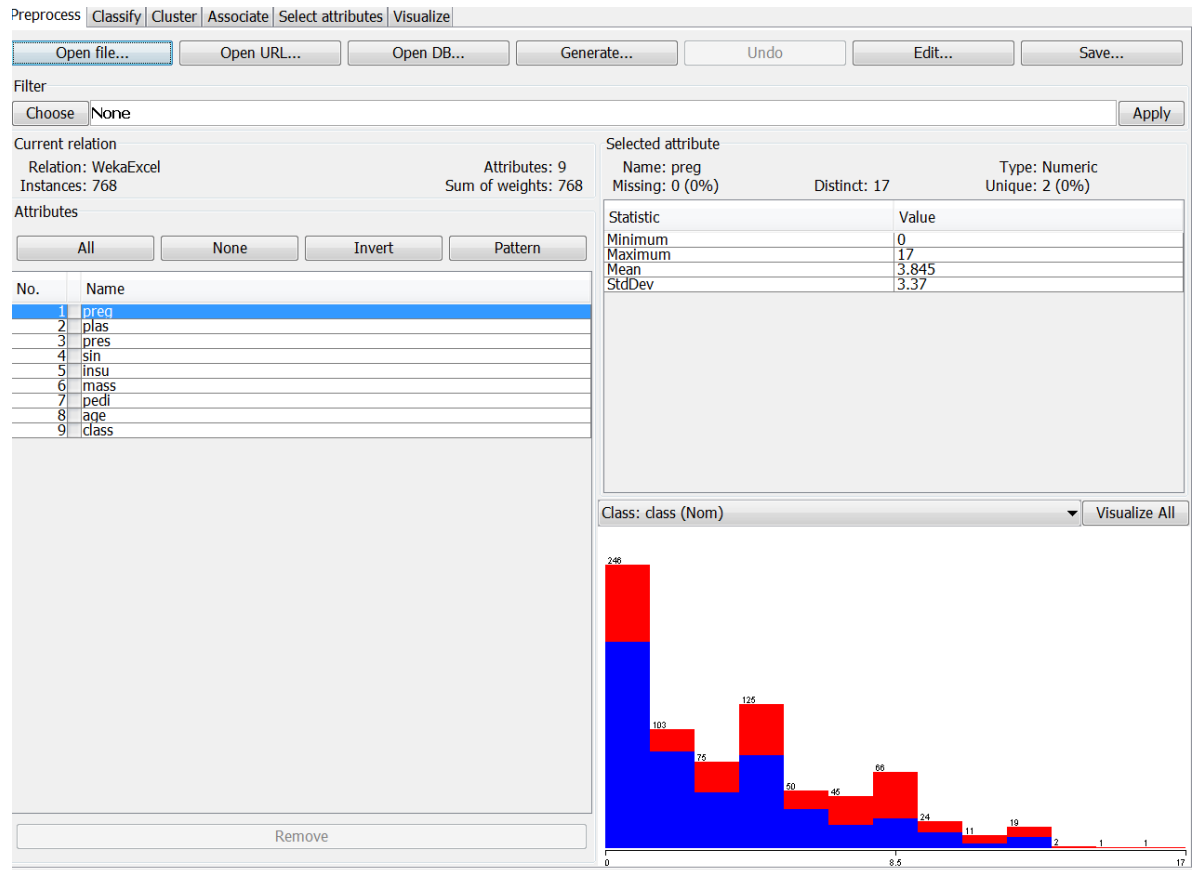 Preprocess Classify Cluster Associate Select attributes Visualize
Open file... Open URL... Open DB... Generate... Undo Edit... Save...
Filter
Choose None Apply
Current relation
Relation: WekaExcel Attributes: 9
Instances: 768 Sum of weights: 768
Attributes
All None Invert Pattern
No. Name
1 preg
2 plas
3 pres
4 sin
5 insu
6 mass
7 pedi
8 age
9 class
Remove
Selected attribute
Name: preg Type: Numeric
Missing: 0 (0%) Distinct: 17 Unique: 2 (0%)
Statistic Value
Minimum 0
Maximum 17
Mean 3.845
StdDev 3.37
Class: class (Nom) Visualize All
246
103
75
125
50
45
66
24
11
19
2
1
1
0 8.5 17